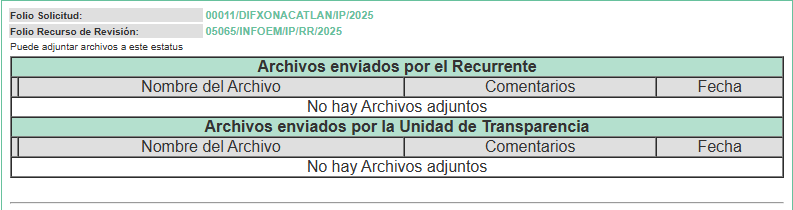 Folio Solicitud: 00011/DIFXONACATLAN/IP/2025
Folio Recurso de Revisión: 05065/INFOEM/IP/RR/2025
Puede adjuntar archivos a este estatus
Archivos enviados por el Recurrente
Nombre del Archivo Comentarios Fecha
No hay Archivos adjuntos
Archivos enviados por la Unidad de Transparencia
Nombre del Archivo Comentarios Fecha
No hay Archivos adjuntos